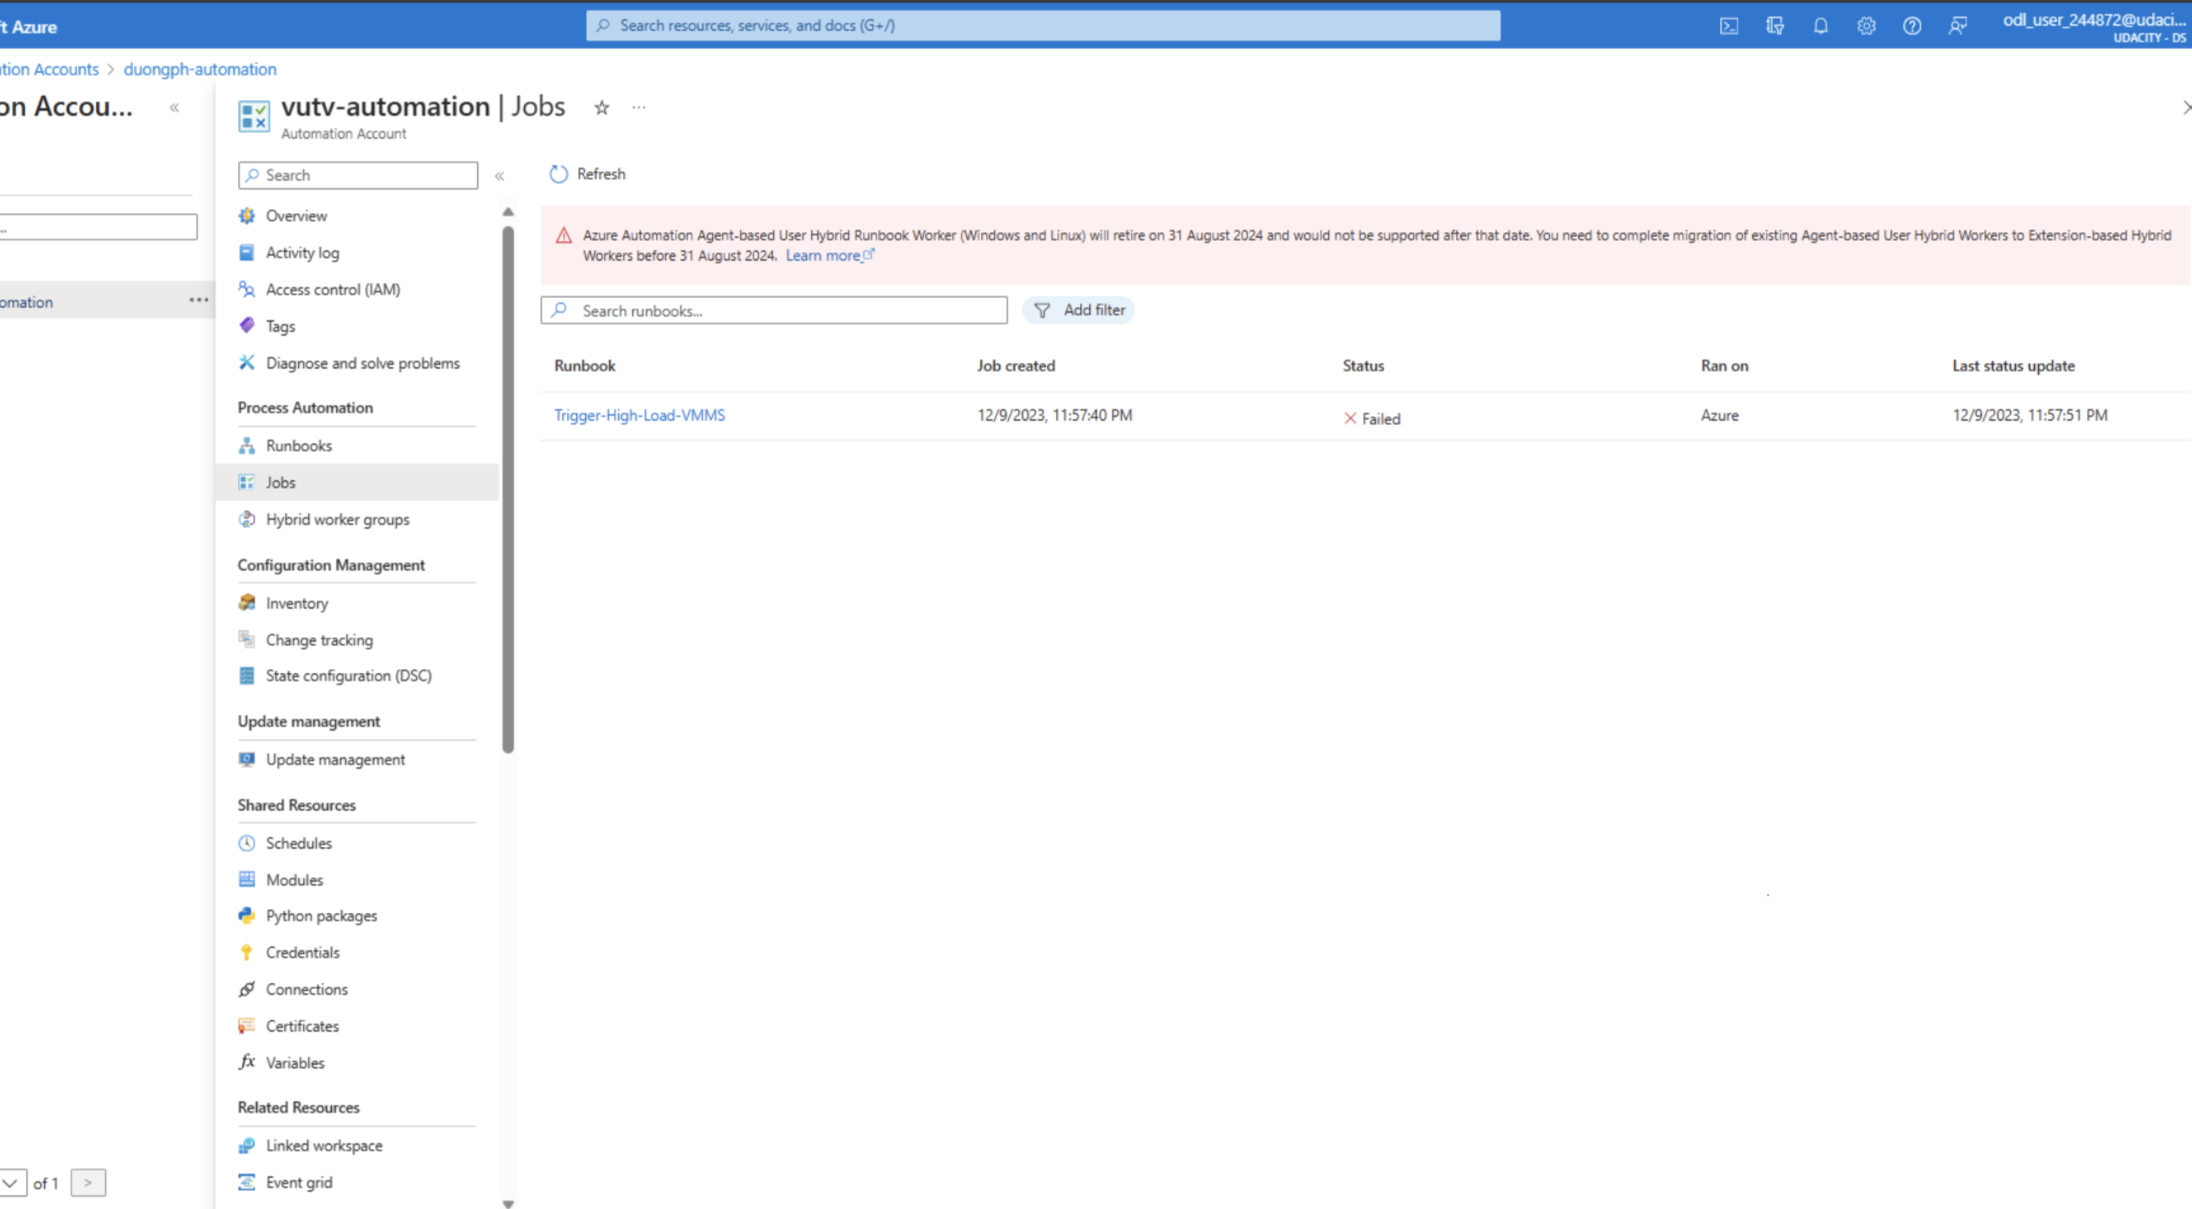 t Azure
Search resources, services, and docs (G+/)
odl_user_244872@udaci...
UDACITY - DS
tion Accounts > duongph-automation
on Accou... «
vutv-automation | Jobs ...
Automation Account
Search «
Refresh
Overview
Activity log
Access control (IAM)
Tags
Diagnose and solve problems
Process Automation
Runbooks
Jobs
Hybrid worker groups
Configuration Management
Inventory
Change tracking
State configuration (DSC)
Update management
Update management
Shared Resources
Schedules
Modules
Python packages
Credentials
Connections
Certificates
Variables
Related Resources
Linked workspace
Event grid
Azure Automation Agent-based User Hybrid Runbook Worker (Windows and Linux) will retire on 31 August 2024 and would not be supported after that date. You need to complete migration of existing Agent-based User Hybrid Workers to Extension-based Hybrid
Workers before 31 August 2024. Learn more
Search runbooks...
Add filter
Runbook Job created Status Ran on Last status update
Trigger-High-Load-VMMS 12/9/2023, 11:57:40 PM Failed Azure 12/9/2023, 11:57:51 PM
..
omation ...
of 1 >